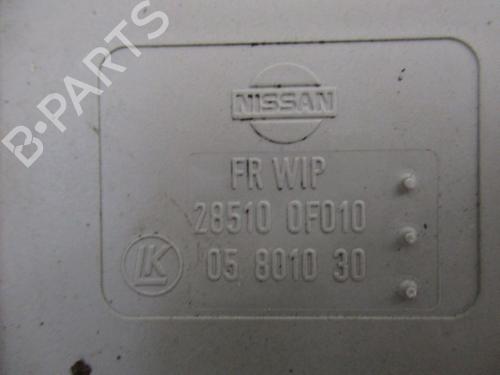 B-PARTS
NISSAN
FR WIP
28510 0F010
LK
05 8010 30